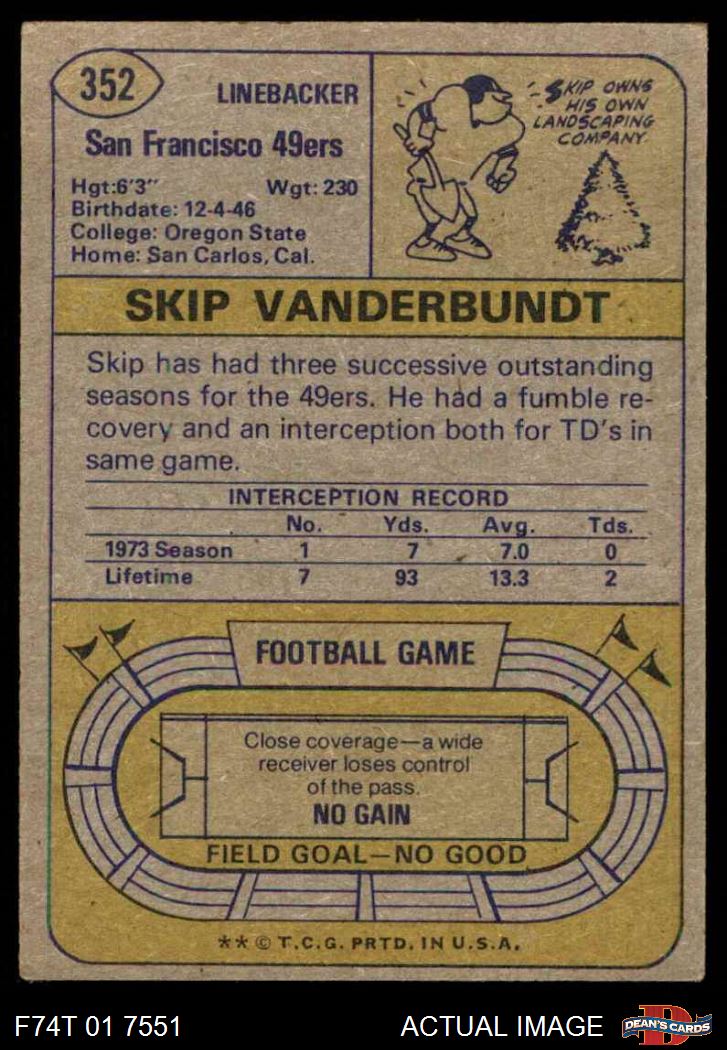 352
LINEBACKER
San Francisco 49ers
Hgt:6'3" Wgt: 230
Birthdate: 12-4-46
College: Oregon State
Home: San Carlos, Cal.
SKIP OWNS
HIS OWN
LANDSCAPING
COMPANY.
SKIP VANDERBUNDT
Skip has had three successive outstanding
seasons for the 49ers. He had a fumble re-
covery and an interception both for TD's in
same game.
INTERCEPTION RECORD
No. Yds. Avg. Tds.
1973 Season 1 7 7.0 0
Lifetime 7 93 13.3 2
FOOTBALL GAME
Close coverage—a wide
receiver loses control
of the pass.
NO GAIN
FIELD GOAL—NO GOOD
** © T.C.G. PRTD. IN U.S.A.
F74T 01 7551 ACTUAL IMAGE
D
DEAN'S CARDS